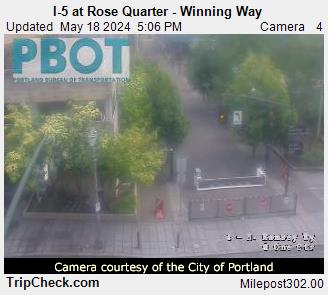 I-5 at Rose Quarter - Winning Way
Updated May 18 2024 5:06 PM Camera 4
PBOT
PORTLAND BUREAU OF TRANSPORTATION
Camera courtesy of the City of Portland
TripCheck.com Milepost302.00